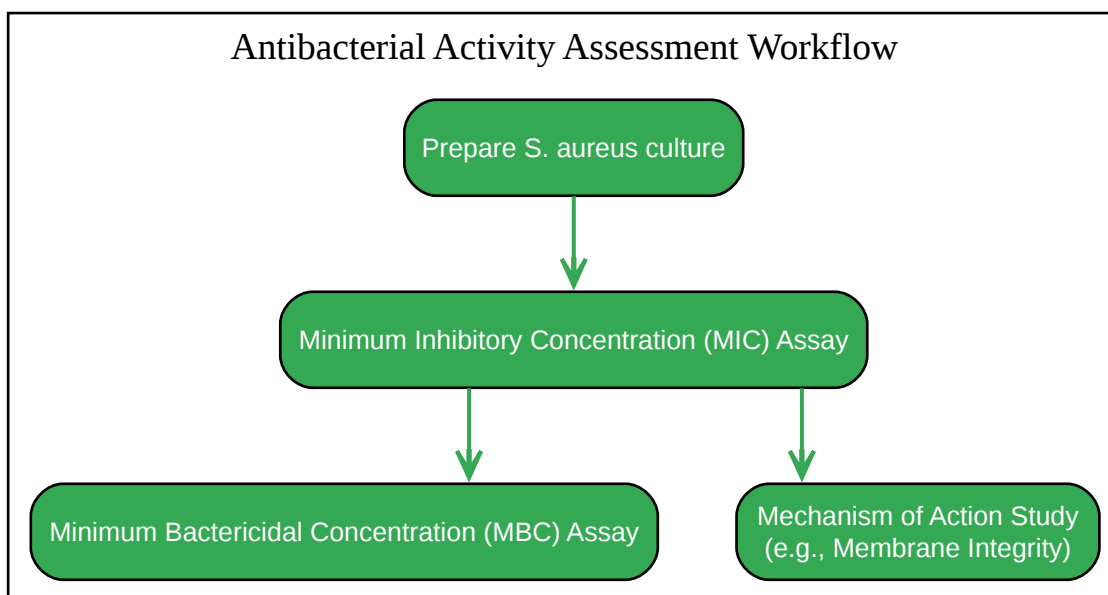 Antibacterial Activity Assessment Workflow
Prepare S. aureus culture
Minimum Inhibitory Concentration (MIC) Assay
Minimum Bactericidal Concentration (MBC) Assay
Mechanism of Action Study
(e.g., Membrane Integrity)